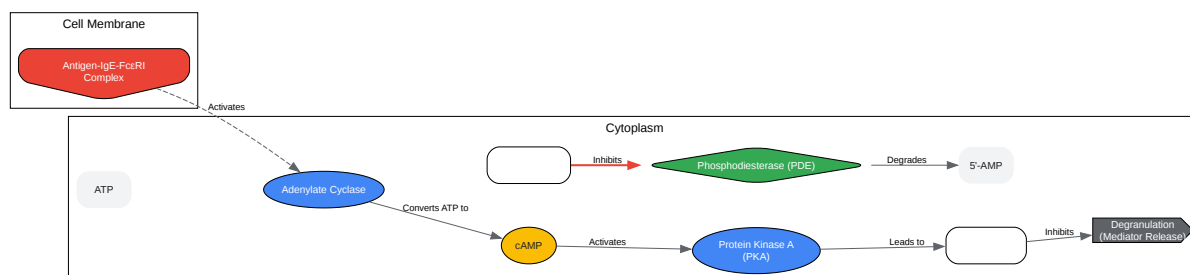 Cell Membrane
Antigen-IgE-FcεRI
Complex
Activates
Cytoplasm
Inhibits
Phosphodiesterase (PDE)
Degrades
5'-AMP
ATP
Adenylate Cyclase
Converts ATP to
cAMP
Activates
Protein Kinase A
(PKA)
Leads to
Inhibits
Degranulation
(Mediator Release)